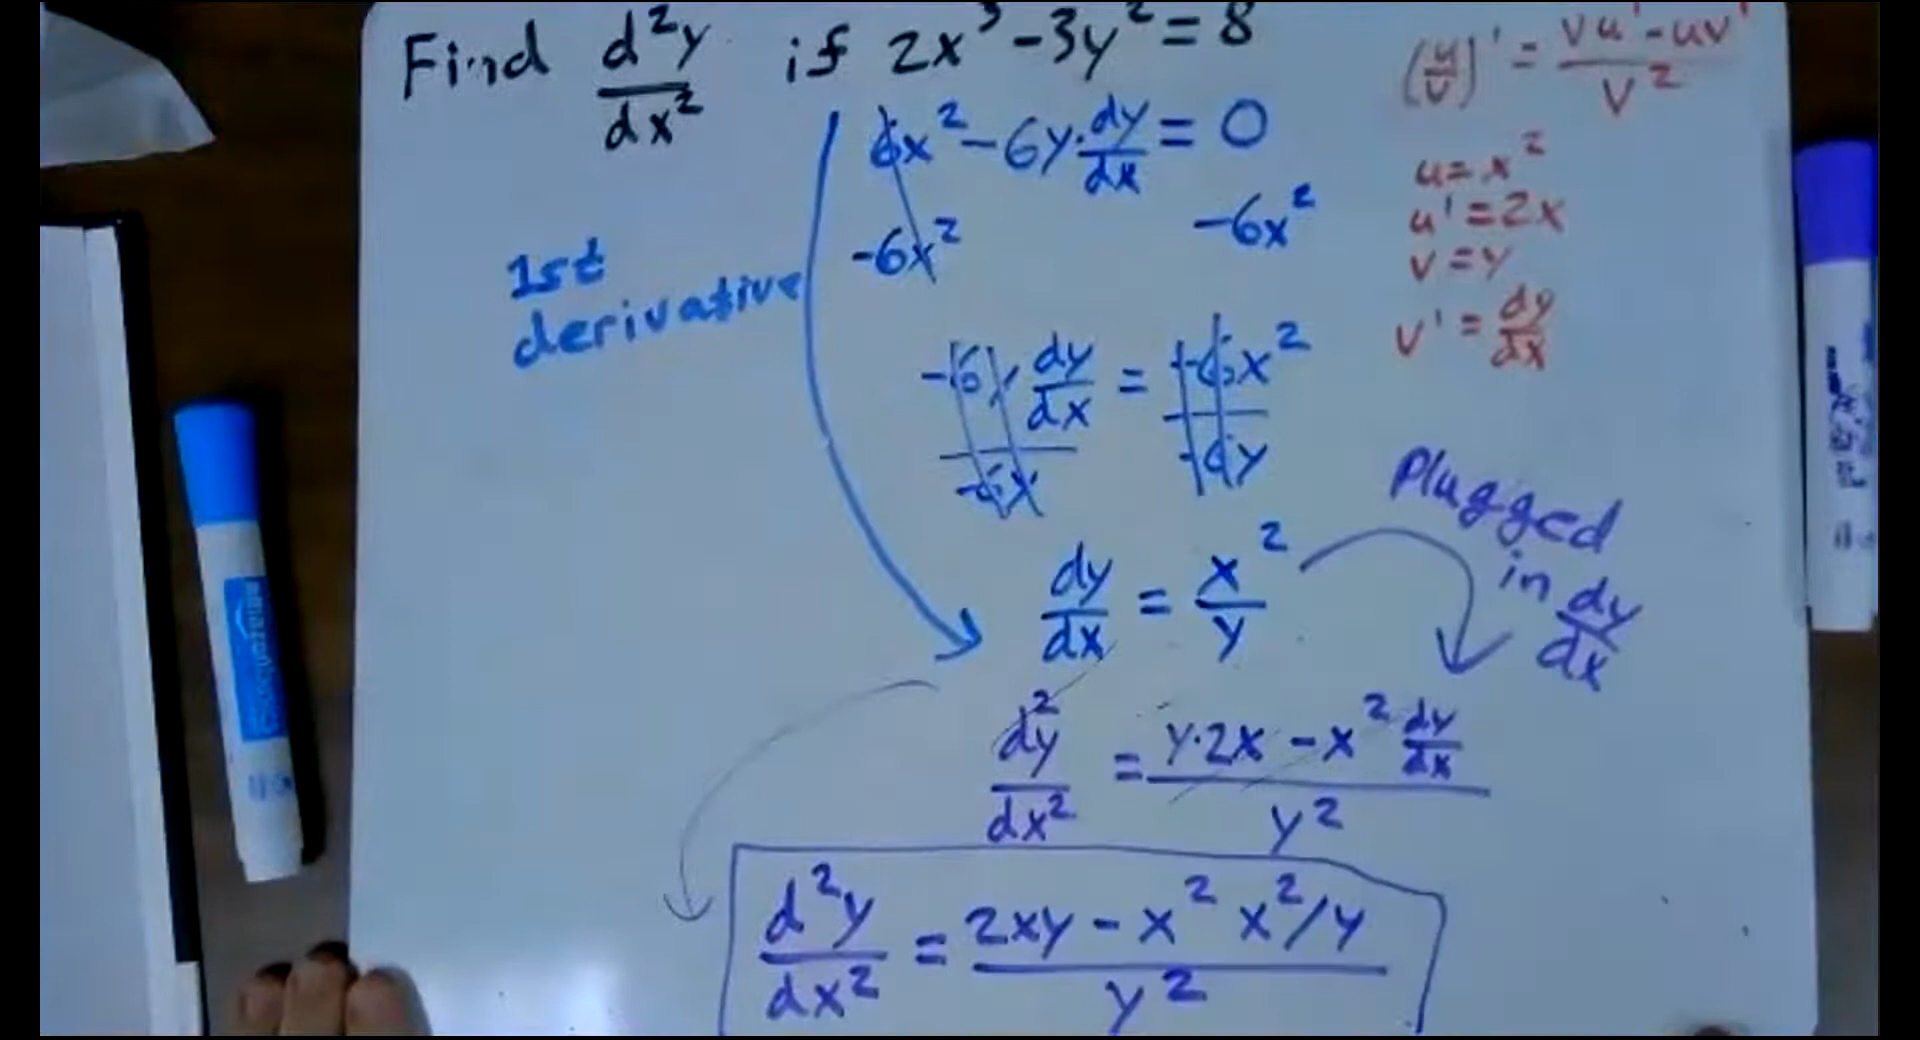 Find d²y/dx² if 2x³ - 3y² = 8
(u/v)' = vu' - uv' / v²
6x² - 6y · dy/dx = 0
-6x² -6x²
u = x²
u' = 2x
v = y
v' = dy/dx
1st
derivative
-6y dy/dx / -6y = -6x² / -6y
Plugged
in dy/dx
dy/dx = x²/y
d²y/dx² = y·2x - x² dy/dx / y²
d²y/dx² = 2xy - x² x²/y / y²